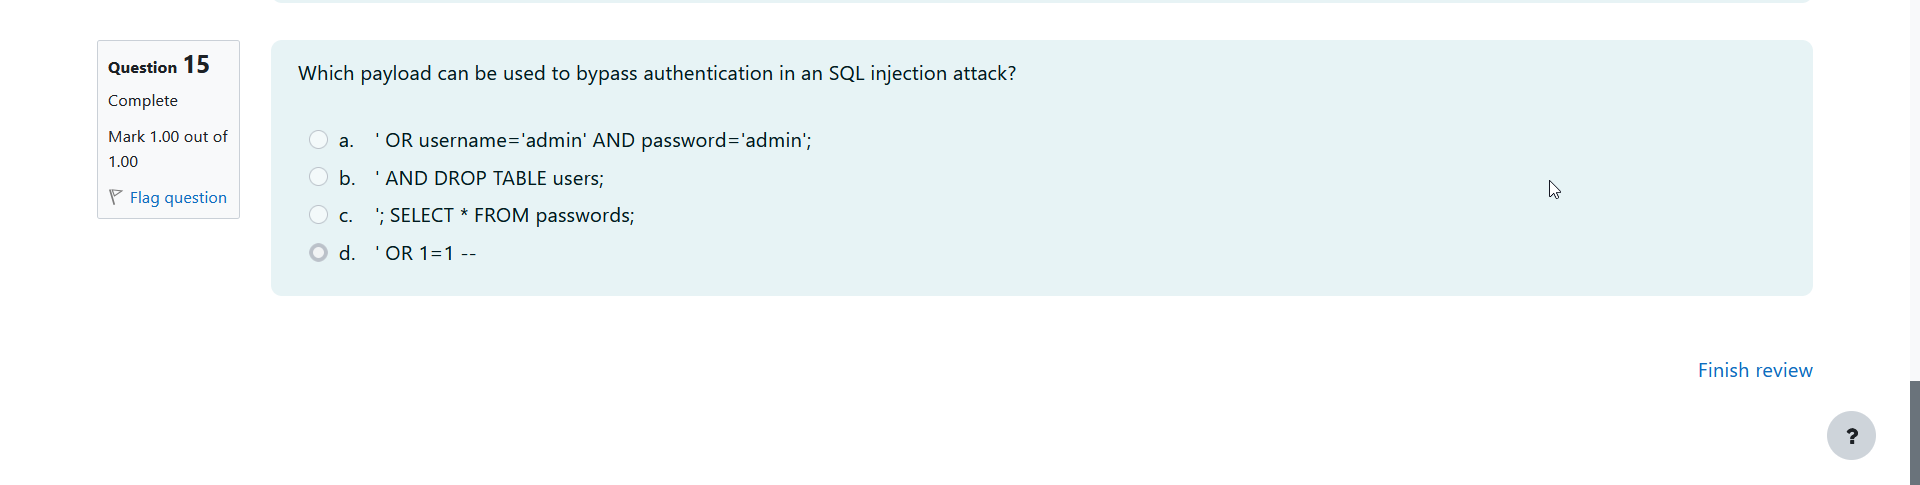 Question 15
Complete
Mark 1.00 out of
1.00
Flag question
Which payload can be used to bypass authentication in an SQL injection attack?
a. ' OR username='admin' AND password='admin';
b. ' AND DROP TABLE users;
c. '; SELECT * FROM passwords;
d. ' OR 1=1 --
Finish review
?